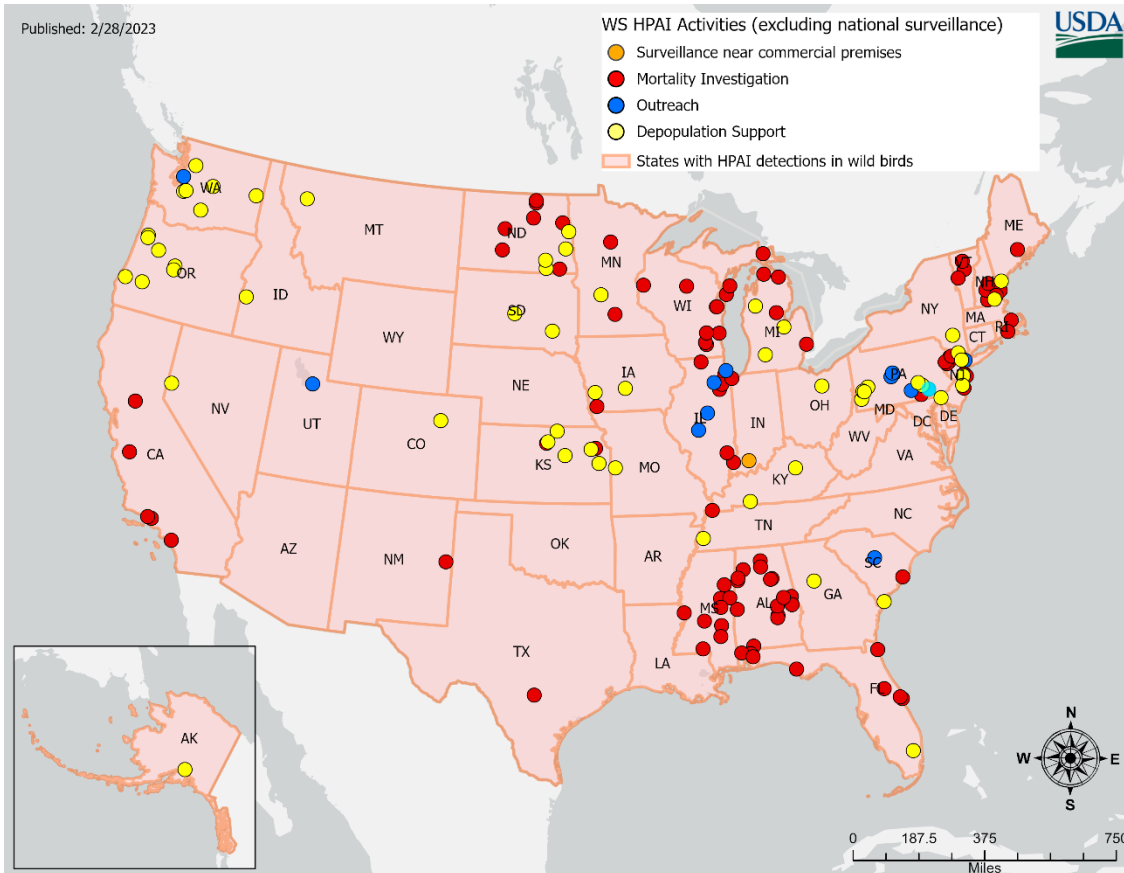 Published: 2/28/2023
WS HPAI Activities (excluding national surveillance)
Surveillance near commercial premises
Mortality Investigation
Outreach
Depopulation Support
States with HPAI detections in wild birds
USDA
WA
MT
ND
MN
ME
VT
NH
OR
ID
SD
WI
NY
MA
RI
CT
WY
MI
IA
PA
NJ
NE
NV
UT
CO
IL
IN
OH
MD
DE
DC
WV
VA
CA
KS
MO
KY
NC
TN
AZ
NM
OK
AR
SC
MS
AL
GA
TX
LA
FL
AK
N
W
E
S
0
187.5
375
750
Miles